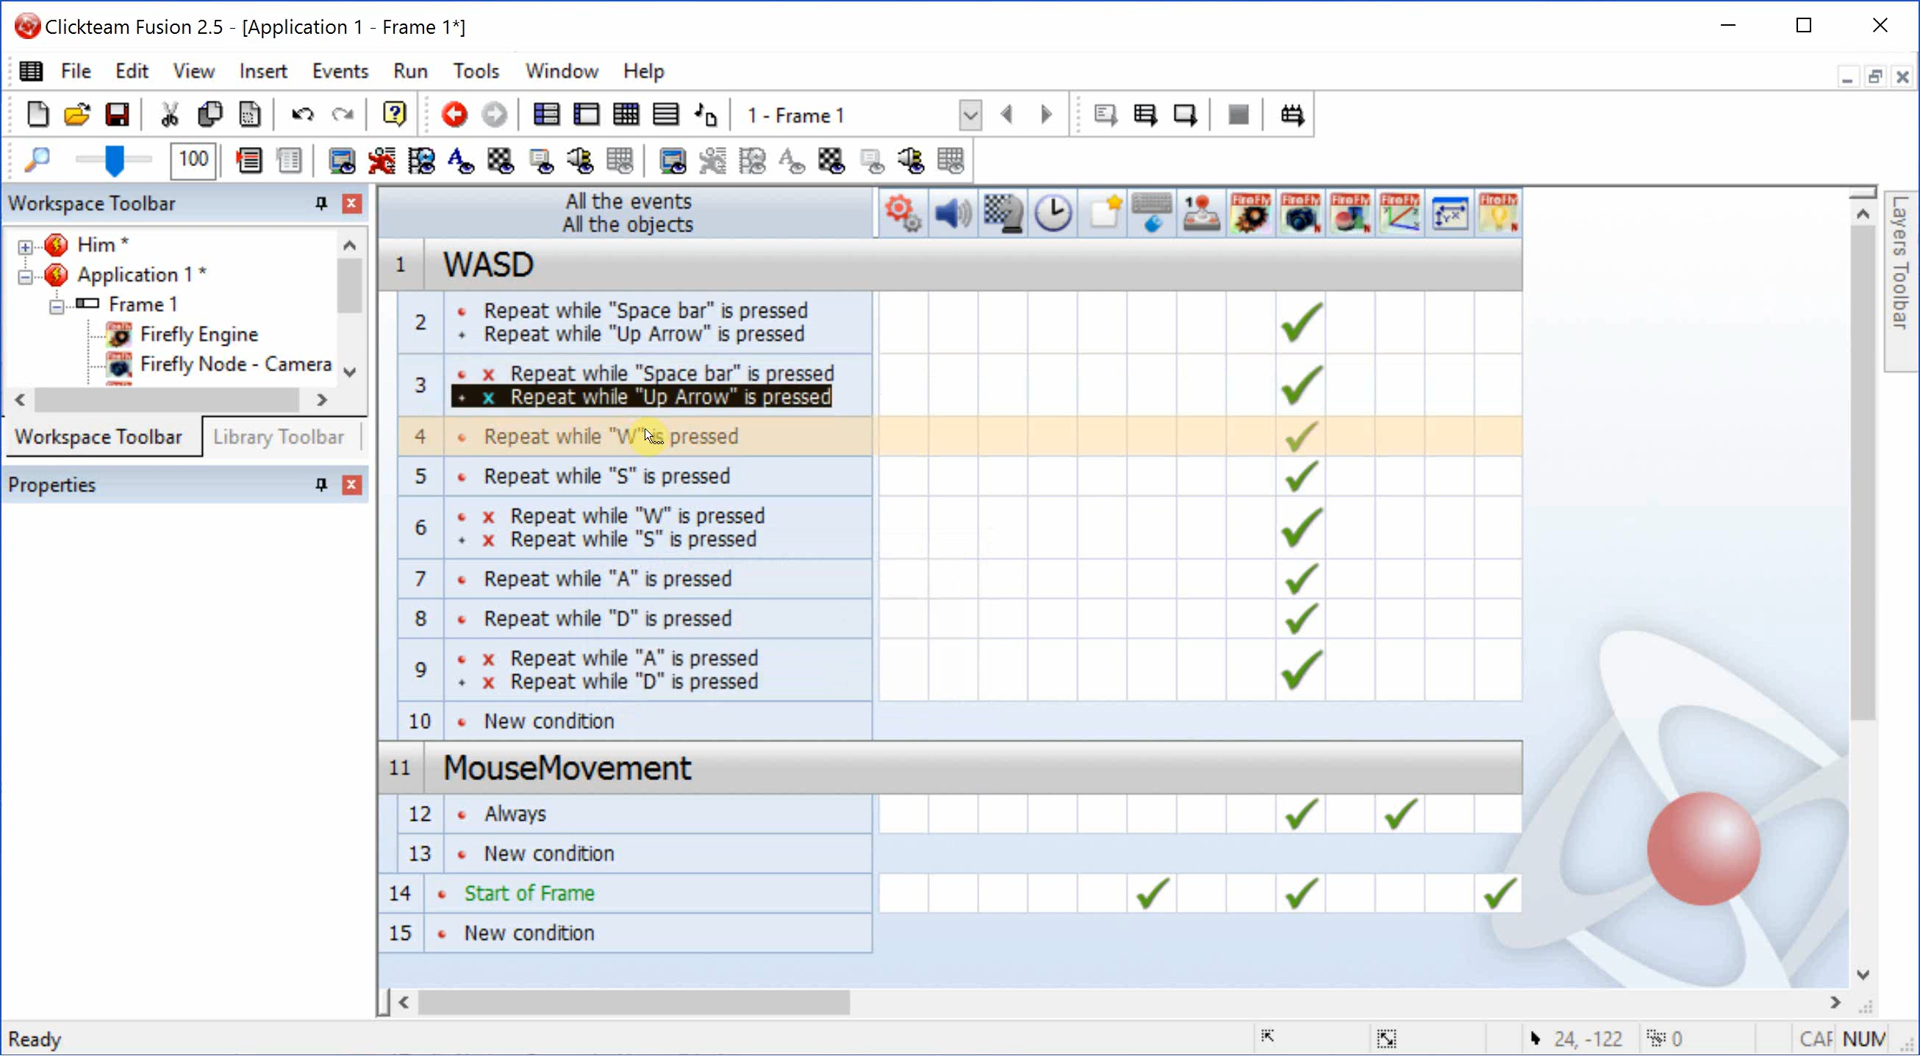 Clickteam Fusion 2.5 - [Application 1 - Frame 1*]
File Edit View Insert Events Run Tools Window Help
1 - Frame 1
100
Workspace Toolbar
Him *
Application 1 *
Frame 1
Firefly Engine
Firefly Node - Camera
Workspace Toolbar Library Toolbar
Properties
All the events
All the objects
FireFly FireFly FireFly FireFly FireFly
1 WASD
2 Repeat while "Space bar" is pressed
Repeat while "Up Arrow" is pressed
3 X Repeat while "Space bar" is pressed
X Repeat while "Up Arrow" is pressed
4 Repeat while "W" is pressed
5 Repeat while "S" is pressed
6 X Repeat while "W" is pressed
X Repeat while "S" is pressed
7 Repeat while "A" is pressed
8 Repeat while "D" is pressed
9 X Repeat while "A" is pressed
X Repeat while "D" is pressed
10 New condition
11 MouseMovement
12 Always
13 New condition
14 Start of Frame
15 New condition
Layers Toolbar
Ready
24, -122
0
CAP NUM